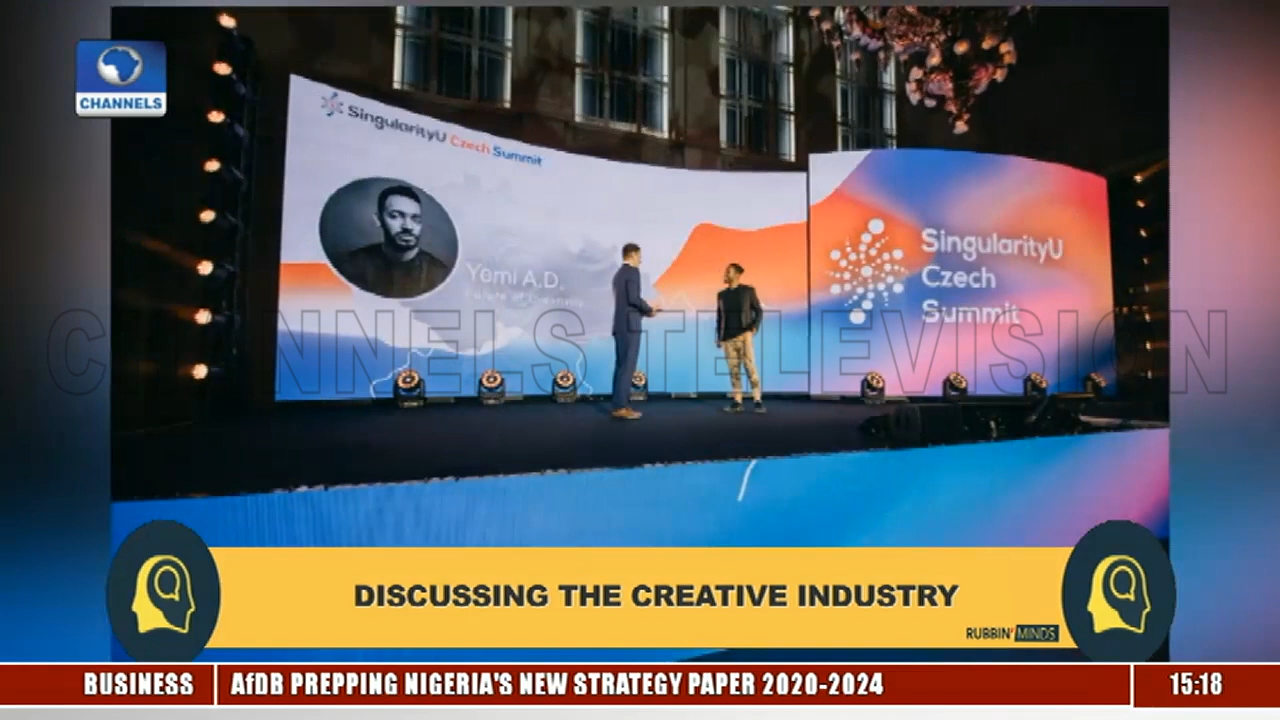 CHANNELS
SingularityU Czech Summit
Yemi A.D.
SingularityU
Czech
Summit
CHANNELS TELEVISION
DISCUSSING THE CREATIVE INDUSTRY
RUBBIN' MINDS
BUSINESS
AfDB PREPPING NIGERIA'S NEW STRATEGY PAPER 2020-2024
15:18